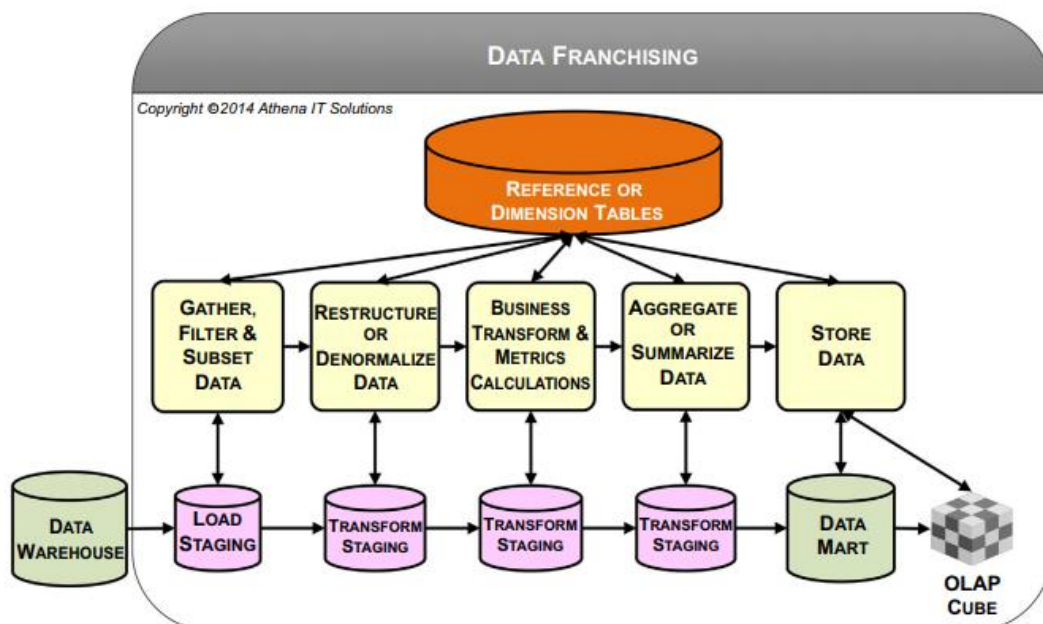 DATA FRANCHISING
Copyright ©2014 Athena IT Solutions
REFERENCE OR
DIMENSION TABLES
GATHER,
FILTER &
SUBSET
DATA
RESTRUCTURE
OR
DENORMALIZE
DATA
BUSINESS
TRANSFORM &
METRICS
CALCULATIONS
AGGREGATE
OR
SUMMARIZE
DATA
STORE
DATA
DATA
WAREHOUSE
LOAD
STAGING
TRANSFORM
STAGING
TRANSFORM
STAGING
TRANSFORM
STAGING
DATA
MART
OLAP
CUBE